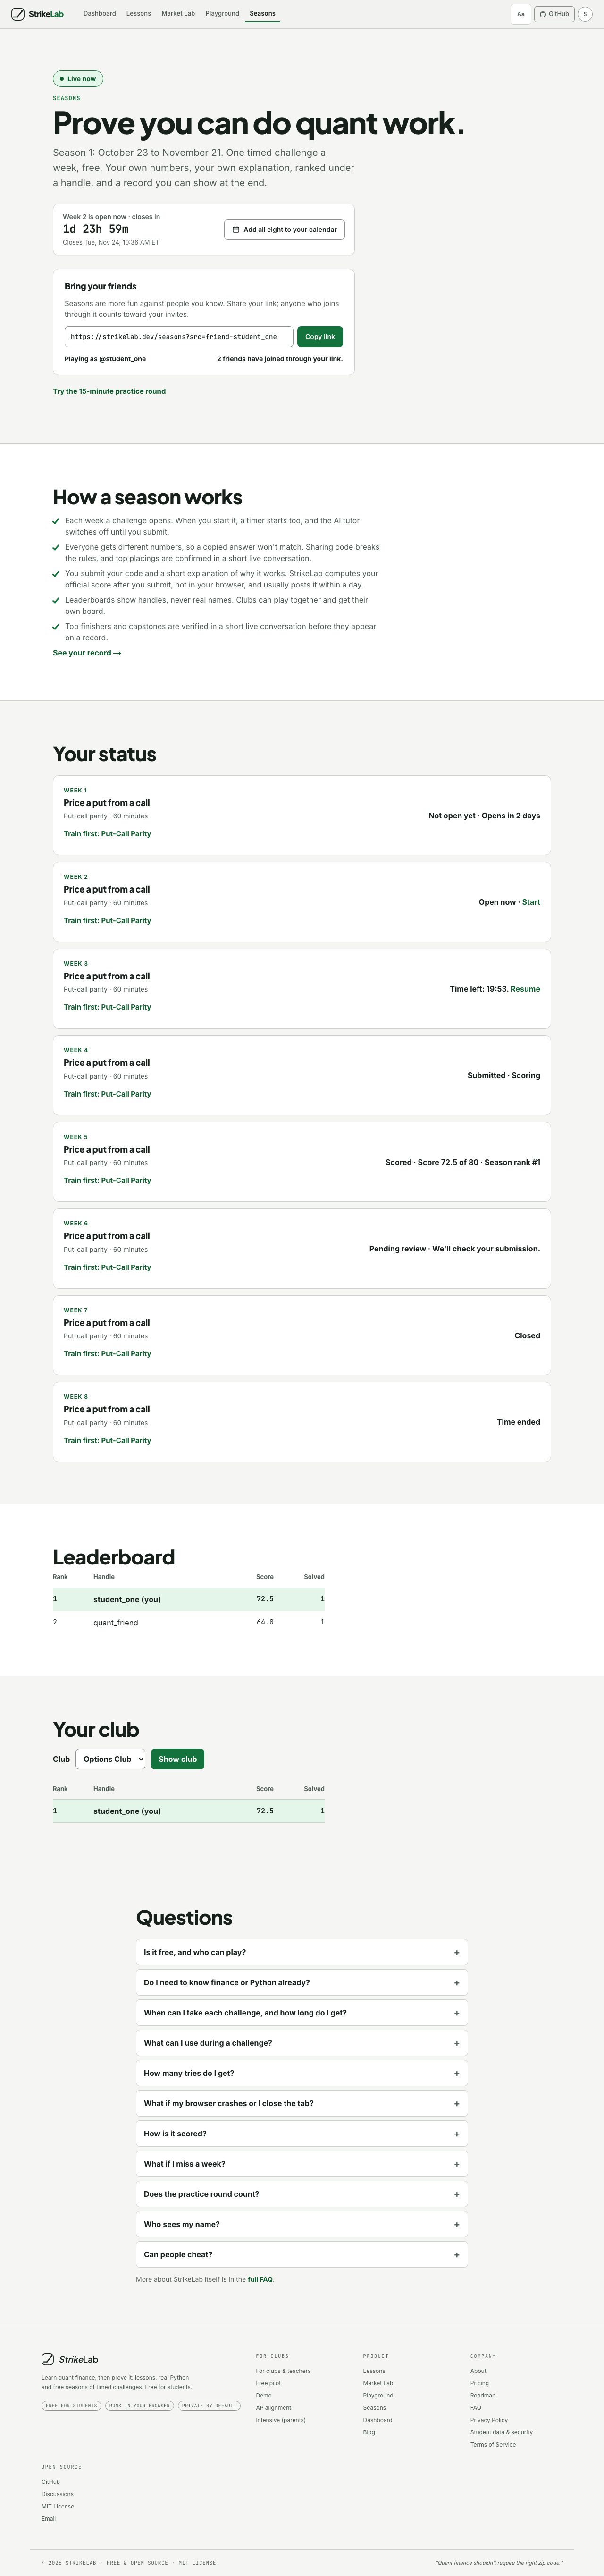 StrikeLab Dashboard Lessons Market Lab Playground Seasons Aa GitHub S
Live now
SEASONS
Prove you can do quant work.
Season 1: October 23 to November 21. One timed challenge a
week, free. Your own numbers, your own explanation, ranked under
a handle, and a record you can show at the end.
Week 2 is open now · closes in
1d 23h 59m
Closes Tue, Nov 24, 10:36 AM ET
Add all eight to your calendar
Bring your friends
Seasons are more fun against people you know. Share your link; anyone who joins
through it counts toward your invites.
https://strikelab.dev/seasons?src=friend-student_one
Copy link
Playing as @student_one
2 friends have joined through your link.
Try the 15-minute practice round
How a season works
Each week a challenge opens. When you start it, a timer starts too, and the AI tutor
switches off until you submit.
Everyone gets different numbers, so a copied answer won't match. Sharing code breaks
the rules, and top placings are confirmed in a short live conversation.
You submit your code and a short explanation of why it works. StrikeLab computes your
official score after you submit, not in your browser, and usually posts it within a day.
Leaderboards show handles, never real names. Clubs can play together and get their
own board.
Top finishers and capstones are verified in a short live conversation before they appear
on a record.
See your record →
Your status
WEEK 1
Price a put from a call
Put-call parity · 60 minutes
Train first: Put-Call Parity
Not open yet · Opens in 2 days
WEEK 2
Price a put from a call
Put-call parity · 60 minutes
Train first: Put-Call Parity
Open now · Start
WEEK 3
Price a put from a call
Put-call parity · 60 minutes
Train first: Put-Call Parity
Time left: 19:53. Resume
WEEK 4
Price a put from a call
Put-call parity · 60 minutes
Train first: Put-Call Parity
Submitted · Scoring
WEEK 5
Price a put from a call
Put-call parity · 60 minutes
Train first: Put-Call Parity
Scored · Score 72.5 of 80 · Season rank #1
WEEK 6
Price a put from a call
Put-call parity · 60 minutes
Train first: Put-Call Parity
Pending review · We'll check your submission.
WEEK 7
Price a put from a call
Put-call parity · 60 minutes
Train first: Put-Call Parity
Closed
WEEK 8
Price a put from a call
Put-call parity · 60 minutes
Train first: Put-Call Parity
Time ended
Leaderboard
Rank Handle Score Solved
1 student_one (you) 72.5 1
2 quant_friend 64.0 1
Your club
Club Options Club Show club
Rank Handle Score Solved
1 student_one (you) 72.5 1
Questions
Is it free, and who can play? +
Do I need to know finance or Python already? +
When can I take each challenge, and how long do I get? +
What can I use during a challenge? +
How many tries do I get? +
What if my browser crashes or I close the tab? +
How is it scored? +
What if I miss a week? +
Does the practice round count? +
Who sees my name? +
Can people cheat? +
More about StrikeLab itself is in the full FAQ.
StrikeLab
Learn quant finance, then prove it: lessons, real Python
and free seasons of timed challenges. Free for students.
FREE FOR STUDENTS RUNS IN YOUR BROWSER PRIVATE BY DEFAULT
FOR CLUBS
For clubs & teachers
Free pilot
Demo
AP alignment
Intensive (parents)
PRODUCT
Lessons
Market Lab
Playground
Seasons
Dashboard
Blog
COMPANY
About
Pricing
Roadmap
FAQ
Privacy Policy
Student data & security
Terms of Service
OPEN SOURCE
GitHub
Discussions
MIT License
Email
© 2026 STRIKELAB · FREE & OPEN SOURCE · MIT LICENSE
"Quant finance shouldn't require the right zip code."